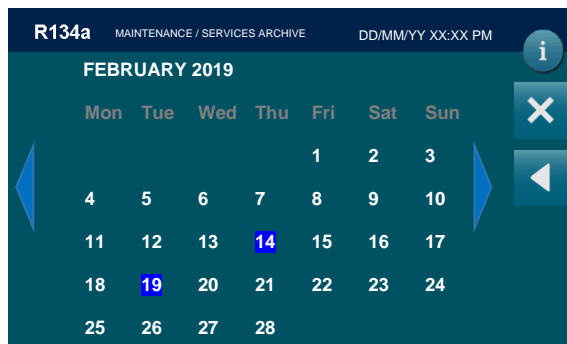 R134a MAINTENANCE / SERVICES ARCHIVE DD/MM/YY XX:XX PM
i
FEBRUARY 2019
Mon Tue Wed Thu Fri Sat Sun
1 2 3
4 5 6 7 8 9 10
11 12 13 14 15 16 17
18 19 20 21 22 23 24
25 26 27 28